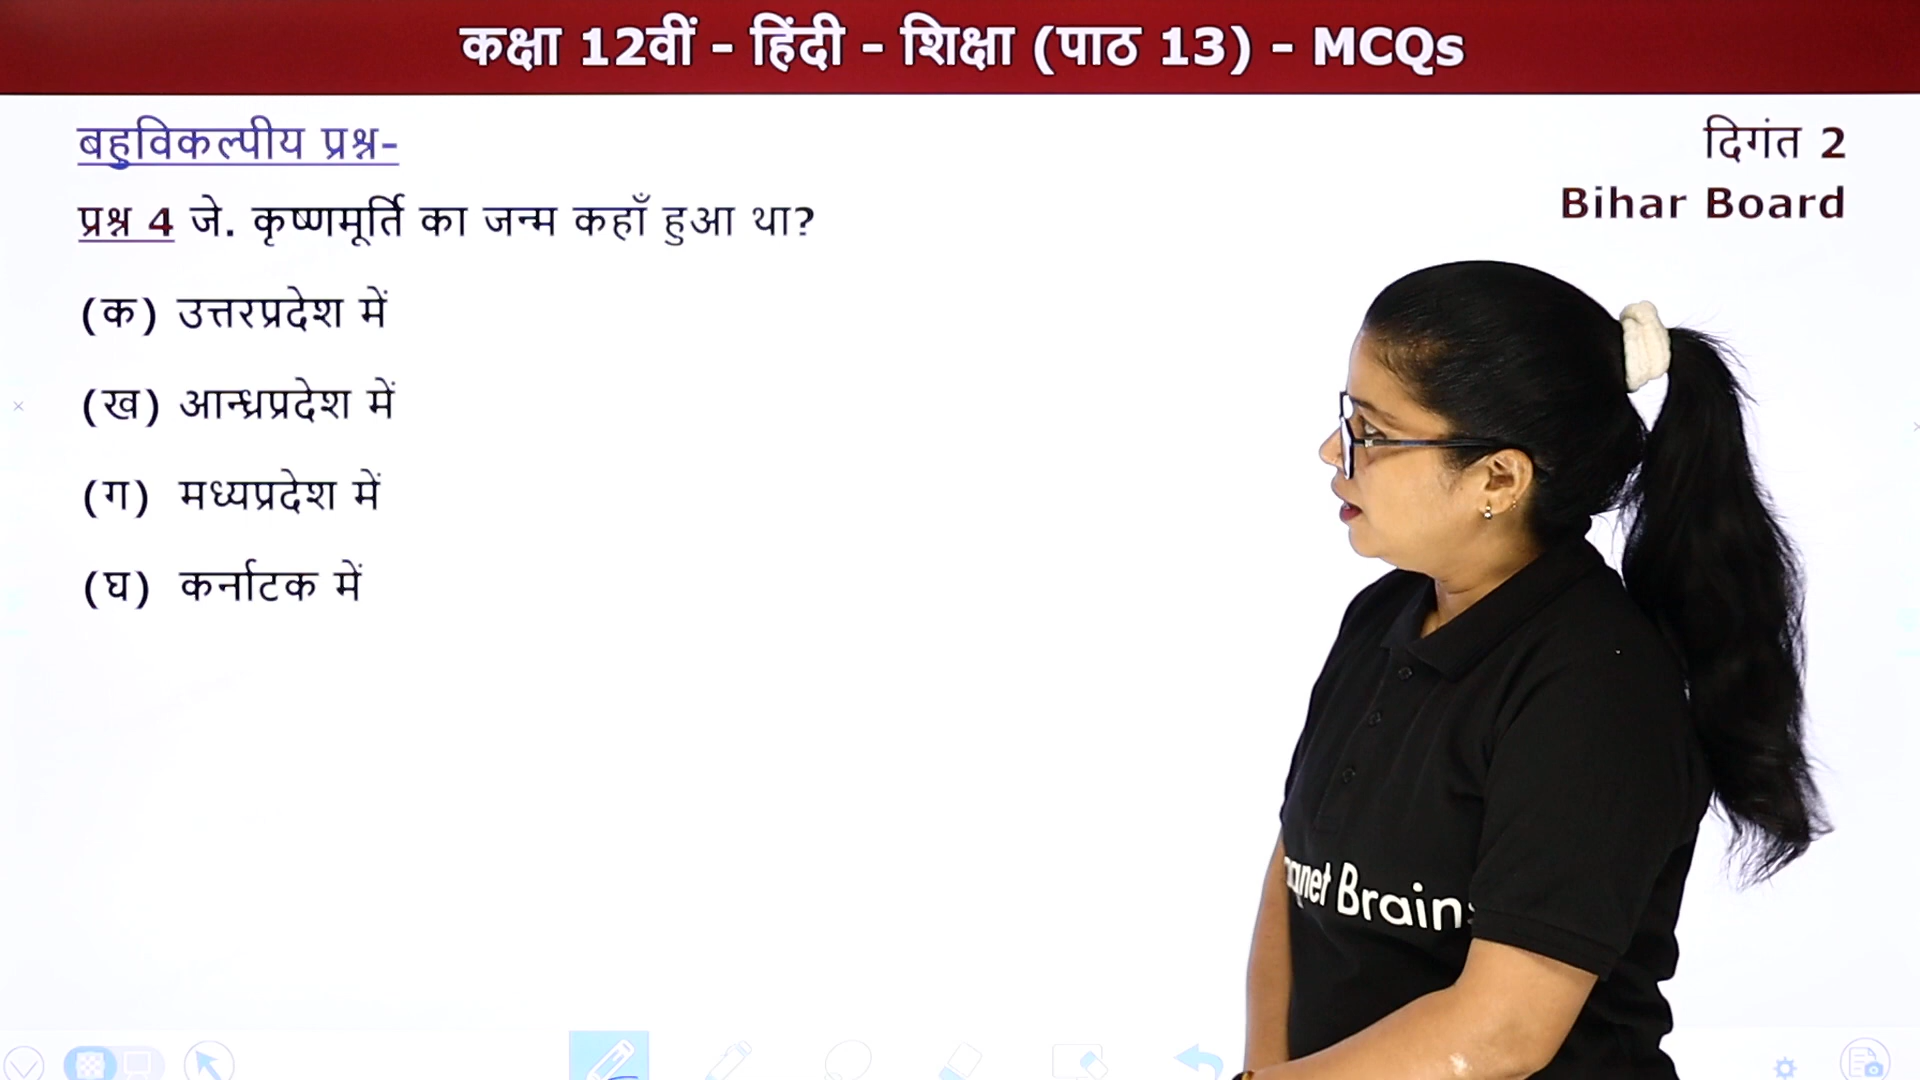 कक्षा 12वीं - हिंदी - शिक्षा (पाठ 13) - MCQs
बहुविकल्पीय प्रश्न-
दिगंत 2
Bihar Board
प्रश्न 4 जे. कृष्णमूर्ति का जन्म कहाँ हुआ था?
(क) उत्तरप्रदेश में
(ख) आन्ध्रप्रदेश में
(ग) मध्यप्रदेश में
(घ) कर्नाटक में